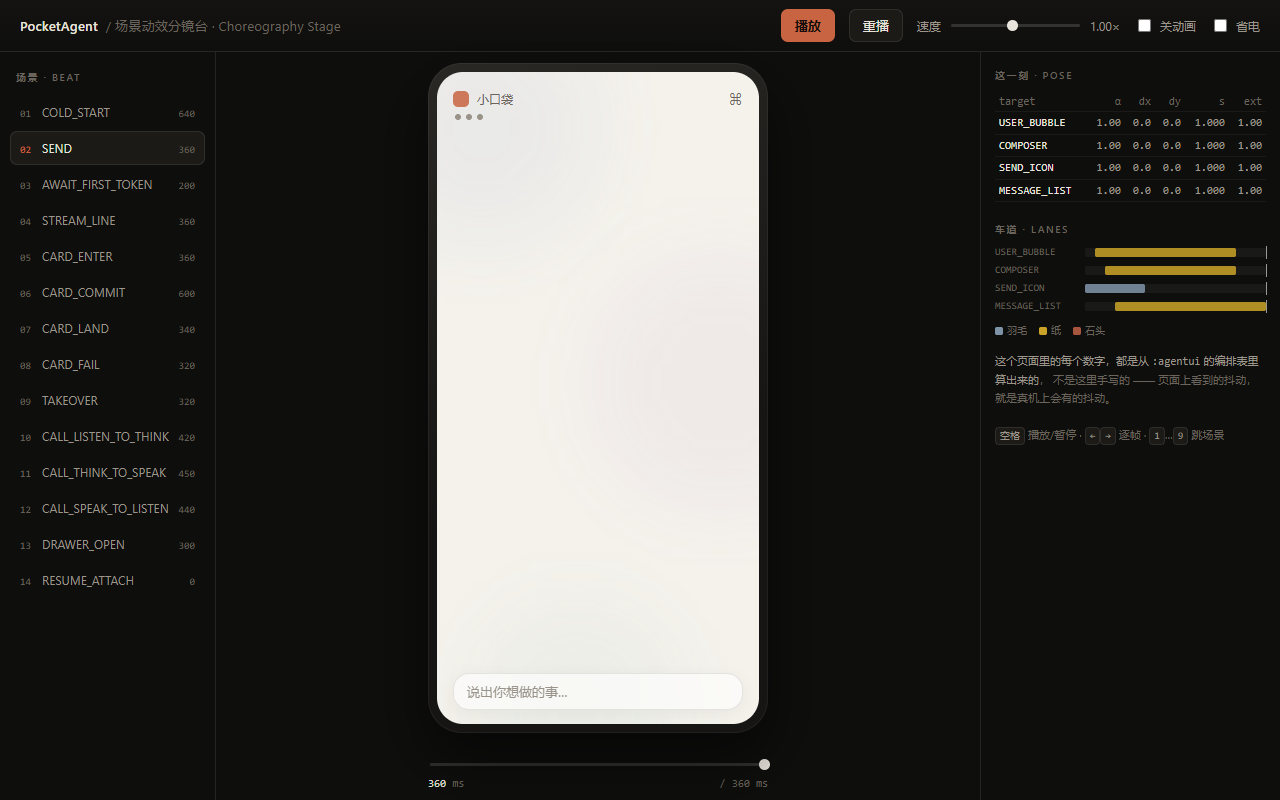 PocketAgent / 场景动效分镜台 · Choreography Stage
播放 重播 速度 1.00× 关动画 省电
场景 · BEAT
01 COLD_START 640
02 SEND 360
03 AWAIT_FIRST_TOKEN 200
04 STREAM_LINE 360
05 CARD_ENTER 360
06 CARD_COMMIT 600
07 CARD_LAND 340
08 CARD_FAIL 320
09 TAKEOVER 320
10 CALL_LISTEN_TO_THINK 420
11 CALL_THINK_TO_SPEAK 450
12 CALL_SPEAK_TO_LISTEN 440
13 DRAWER_OPEN 300
14 RESUME_ATTACH 0
小口袋 ⌘
说出你想做的事…
360 ms / 360 ms
这一刻 · POSE
target α dx dy s ext
USER_BUBBLE 1.00 0.0 0.0 1.000 1.00
COMPOSER 1.00 0.0 0.0 1.000 1.00
SEND_ICON 1.00 0.0 0.0 1.000 1.00
MESSAGE_LIST 1.00 0.0 0.0 1.000 1.00
车道 · LANES
USER_BUBBLE
COMPOSER
SEND_ICON
MESSAGE_LIST
羽毛 纸 石头
这个页面里的每个数字，都是从 :agentui 的编排表里
算出来的， 不是这里手写的 —— 页面上看到的抖动，
就是真机上会有的抖动。
空格 播放/暂停 · ← → 逐帧 · 1 … 9 跳场景